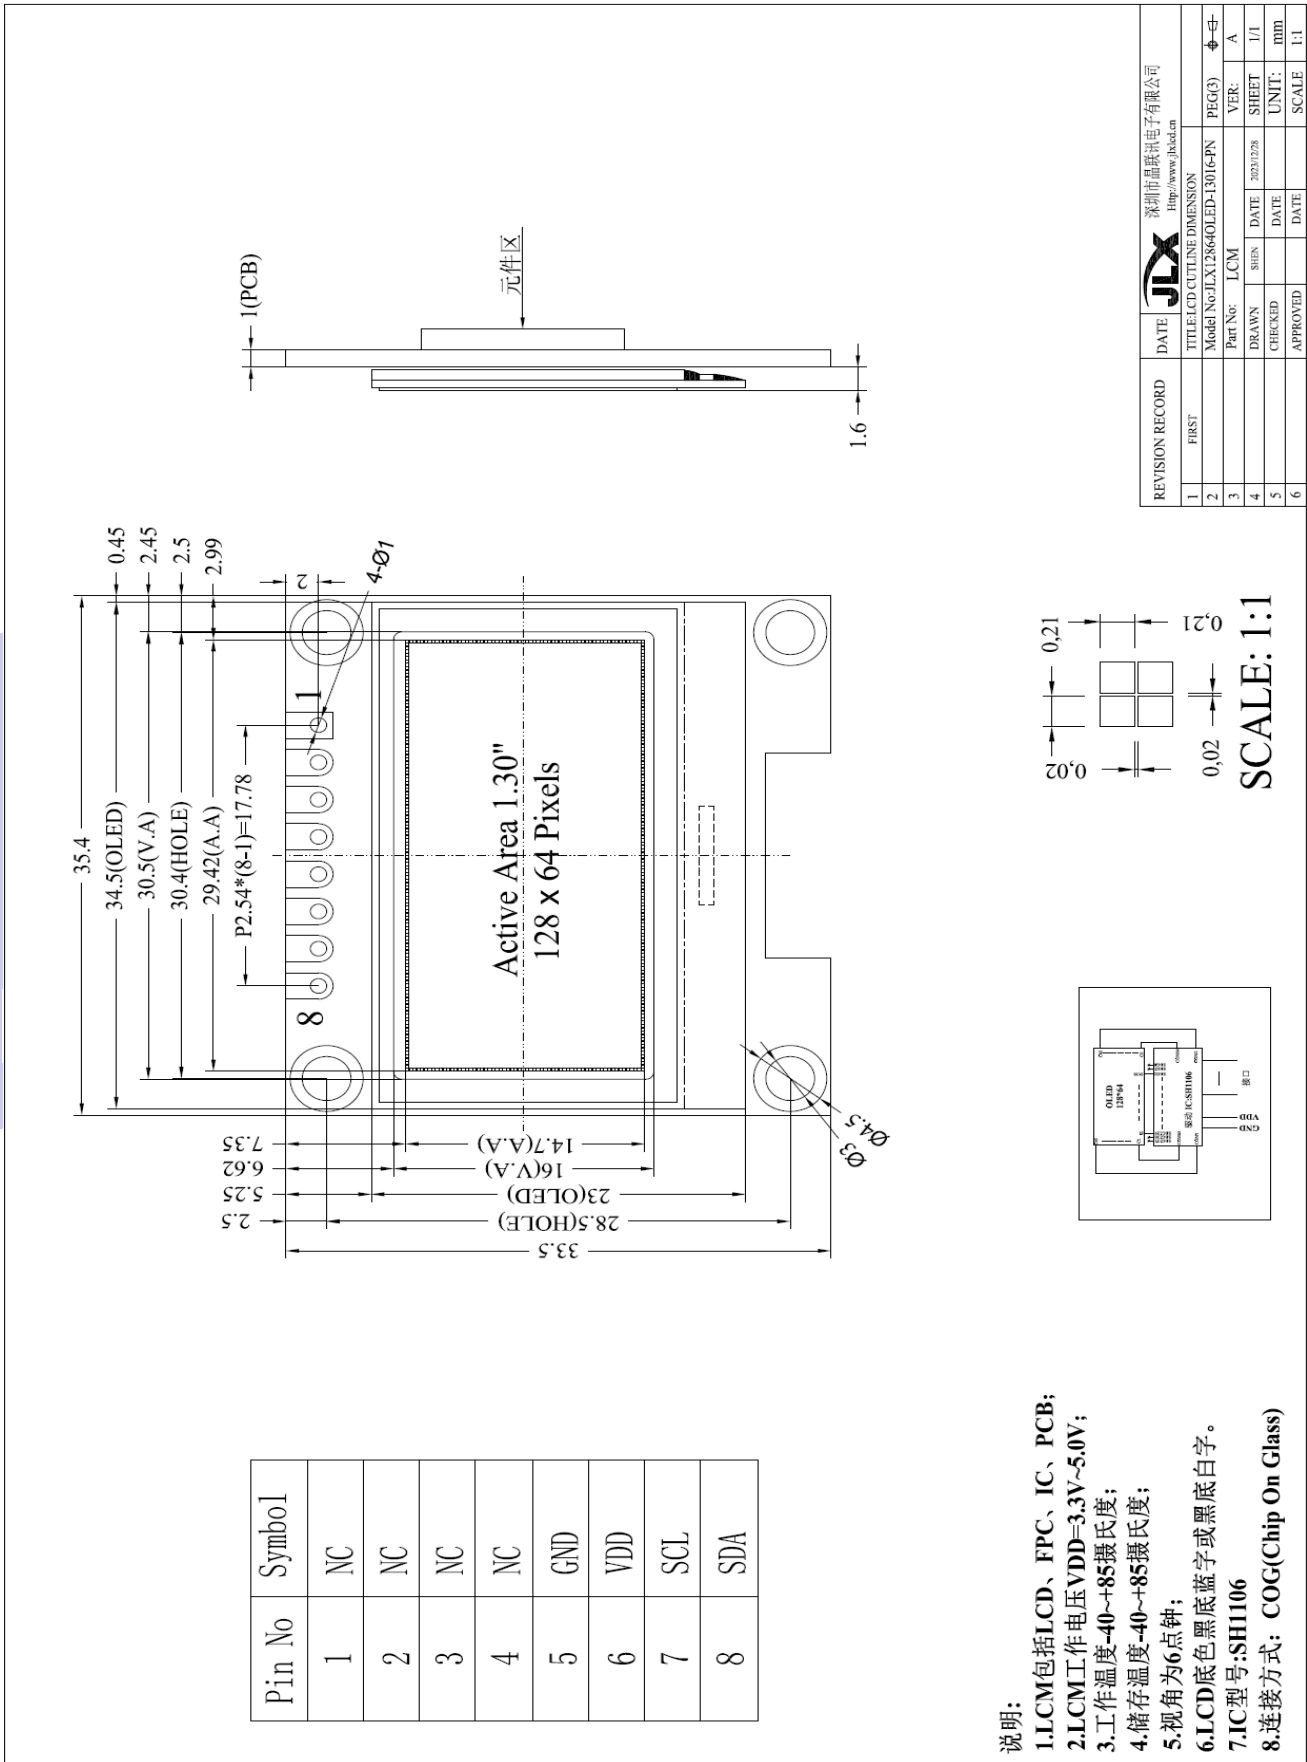 35.4
34.5(OLED)
30.5(V.A)
30.4(HOLE)
29.42(A.A)
P2.54*(8-1)=17.78
0.45
2.45
2.5
2.99
2
4-Ø1
1
8
Active Area 1.30"
128 x 64 Pixels
7.35
6.62
5.25
2.5
14.7(A.A)
16(V.A)
23(OLED)
28.5(HOLE)
33.5
Ø3
Ø4.5
1(PCB)
元件区
1.6
Pin No Symbol
1 NC
2 NC
3 NC
4 NC
5 GND
6 VDD
7 SCL
8 SDA
说明:
1.LCM包括LCD、FPC、IC、PCB;
2.LCM工作电压VDD=3.3V~5.0V;
3.工作温度-40~+85摄氏度;
4.储存温度-40~+85摄氏度;
5.视角为6点钟;
6.LCD底色黑底蓝字或黑底白字。
7.IC型号:SH1106
8.连接方式: COG(Chip On Glass)
OLED
128*64
驱动 IC:SH1106
GND
VDD
接口
0,21
0,21
0,02
0,02
SCALE: 1:1
REVISION RECORD DATE
JLX
深圳市晶联讯电子有限公司
Http://www.jlxlcd.cn
1 FIRST TITLE:LCD CUTLINE DIMENSION
2 Model No:JLX12864OLED-13016-PN PEG(3)
3 Part No: LCM VER: A
4 DRAWN SHEN DATE 2023/12/28 SHEET 1/1
5 CHECKED DATE UNIT: mm
6 APPROVED DATE SCALE 1:1